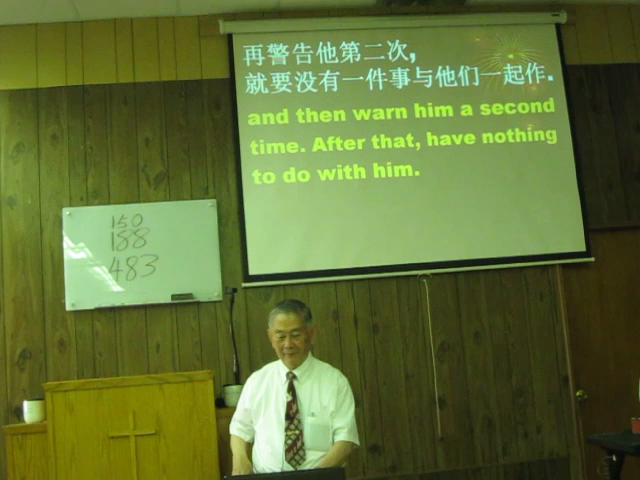 再警告他第二次,
就要没有一件事与他们一起作.
and then warn him a second
time. After that, have nothing
to do with him.
150
188
483